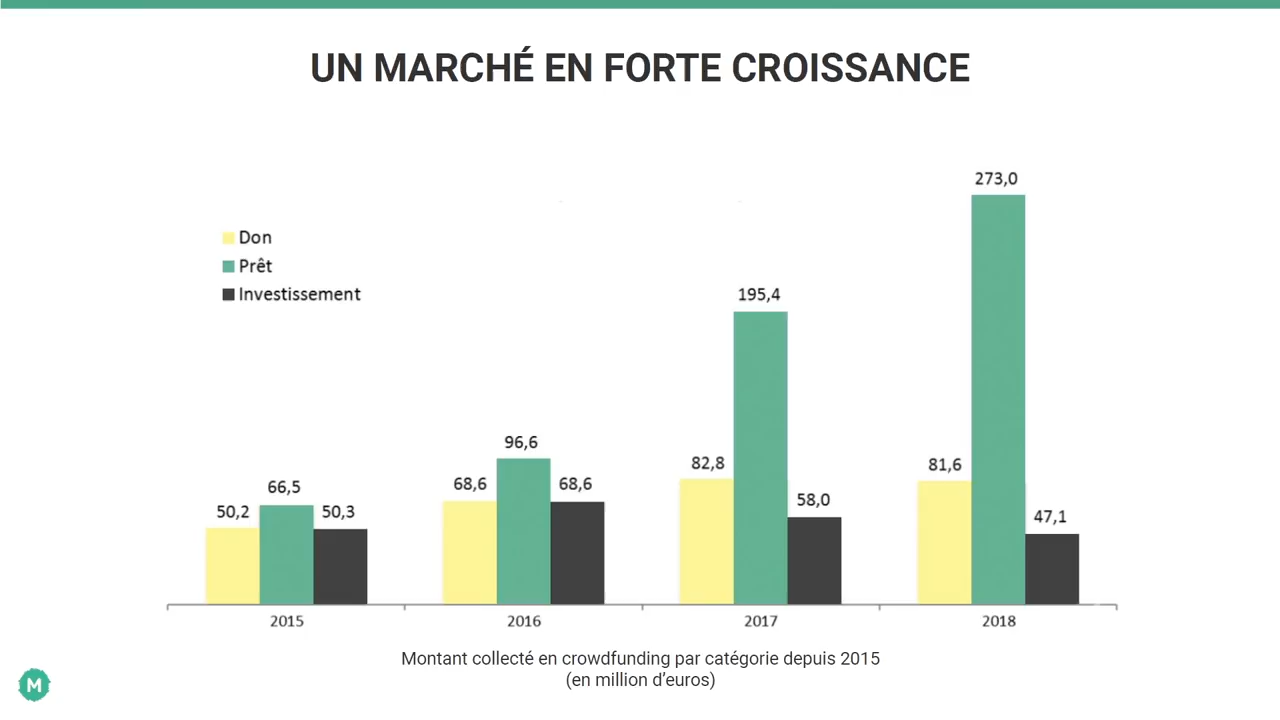 UN MARCHÉ EN FORTE CROISSANCE
Don
Prêt
Investissement
50,2
66,5
50,3
68,6
96,6
68,6
82,8
195,4
58,0
81,6
273,0
47,1
2015
2016
2017
2018
Montant collecté en crowdfunding par catégorie depuis 2015
(en million d’euros)
M